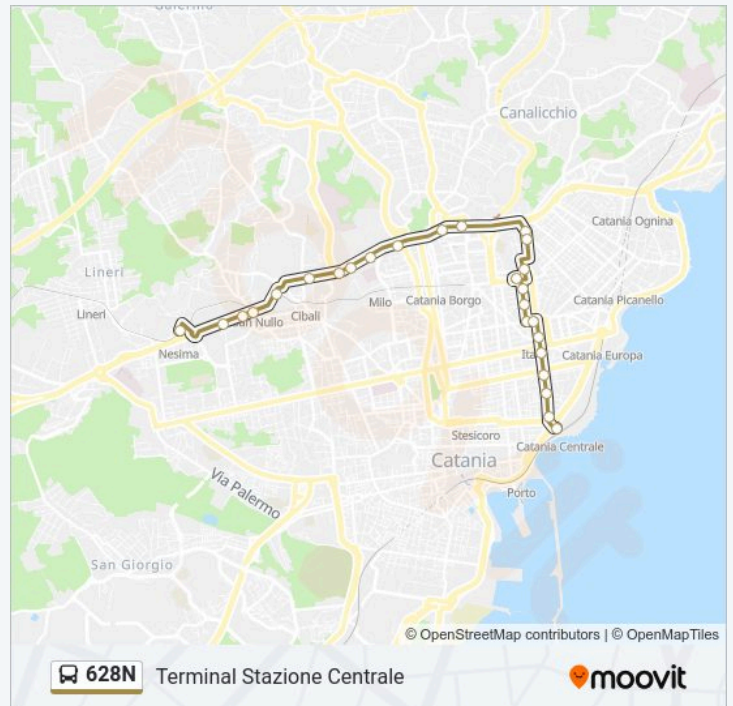 Galermo
Canalicchio
Catania Ognina
Lineri
Lineri
Milo
Catania Borgo
Catania Picanello
San Nullo
Cibali
Nesima
Catania Europa
Stesicoro
Catania Centrale
Catania
Via Palermo
Porto
San Giorgio
© OpenStreetMap contributors | © OpenMapTiles
628N
Terminal Stazione Centrale
moovit